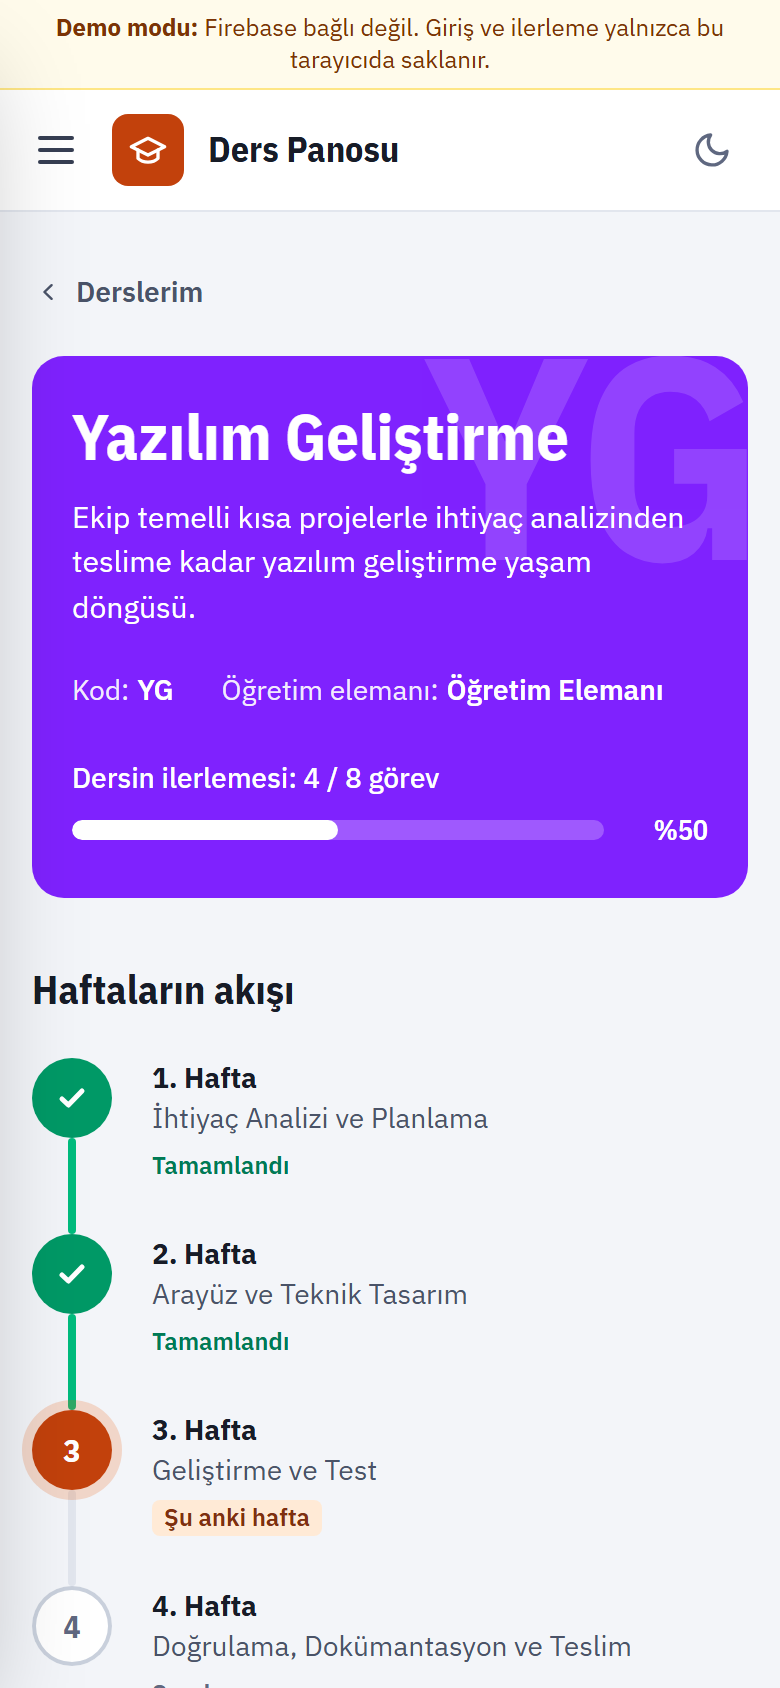 Demo modu: Firebase bağlı değil. Giriş ve ilerleme yalnızca bu
tarayıcıda saklanır.
Ders Panosu
Derslerim
YG
Yazılım Geliştirme
Ekip temelli kısa projelerle ihtiyaç analizinden
teslime kadar yazılım geliştirme yaşam
döngüsü.
Kod: YG Öğretim elemanı: Öğretim Elemanı
Dersin ilerlemesi: 4 / 8 görev
%50
Haftaların akışı
1. Hafta
İhtiyaç Analizi ve Planlama
Tamamlandı
2. Hafta
Arayüz ve Teknik Tasarım
Tamamlandı
3
3. Hafta
Geliştirme ve Test
Şu anki hafta
4
4. Hafta
Doğrulama, Dokümantasyon ve Teslim